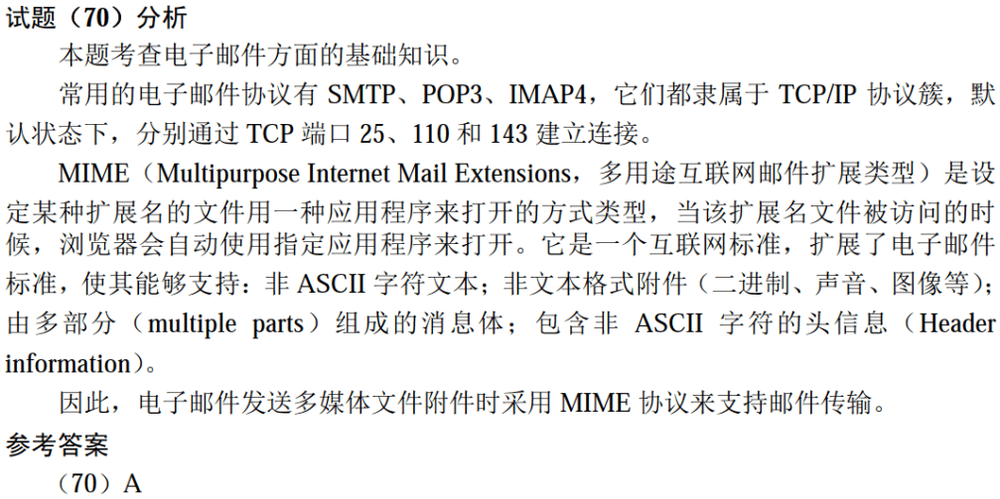 试题（70）分析
本题考查电子邮件方面的基础知识。
常用的电子邮件协议有 SMTP、POP3、IMAP4，它们都隶属于 TCP/IP 协议簇，默
认状态下，分别通过 TCP 端口 25、110 和 143 建立连接。
MIME（Multipurpose Internet Mail Extensions，多用途互联网邮件扩展类型）是设
定某种扩展名的文件用一种应用程序来打开的方式类型，当该扩展名文件被访问的时
候，浏览器会自动使用指定应用程序来打开。它是一个互联网标准，扩展了电子邮件
标准，使其能够支持：非 ASCII 字符文本；非文本格式附件（二进制、声音、图像等）；
由多部分（multiple parts）组成的消息体；包含非 ASCII 字符的头信息（Header
information）。
因此，电子邮件发送多媒体文件附件时采用 MIME 协议来支持邮件传输。
参考答案
（70）A